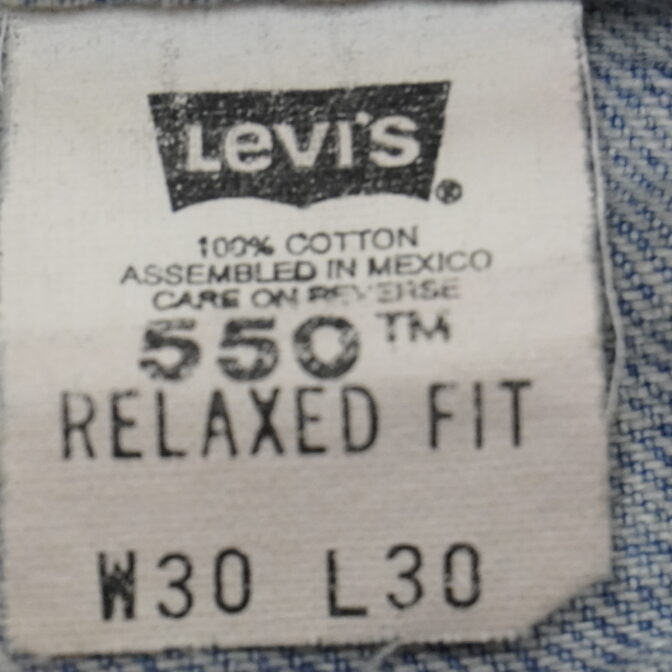 Levi's®
100% COTTON
ASSEMBLED IN MEXICO
CARE ON REVERSE
550™
RELAXED FIT
W30 L30